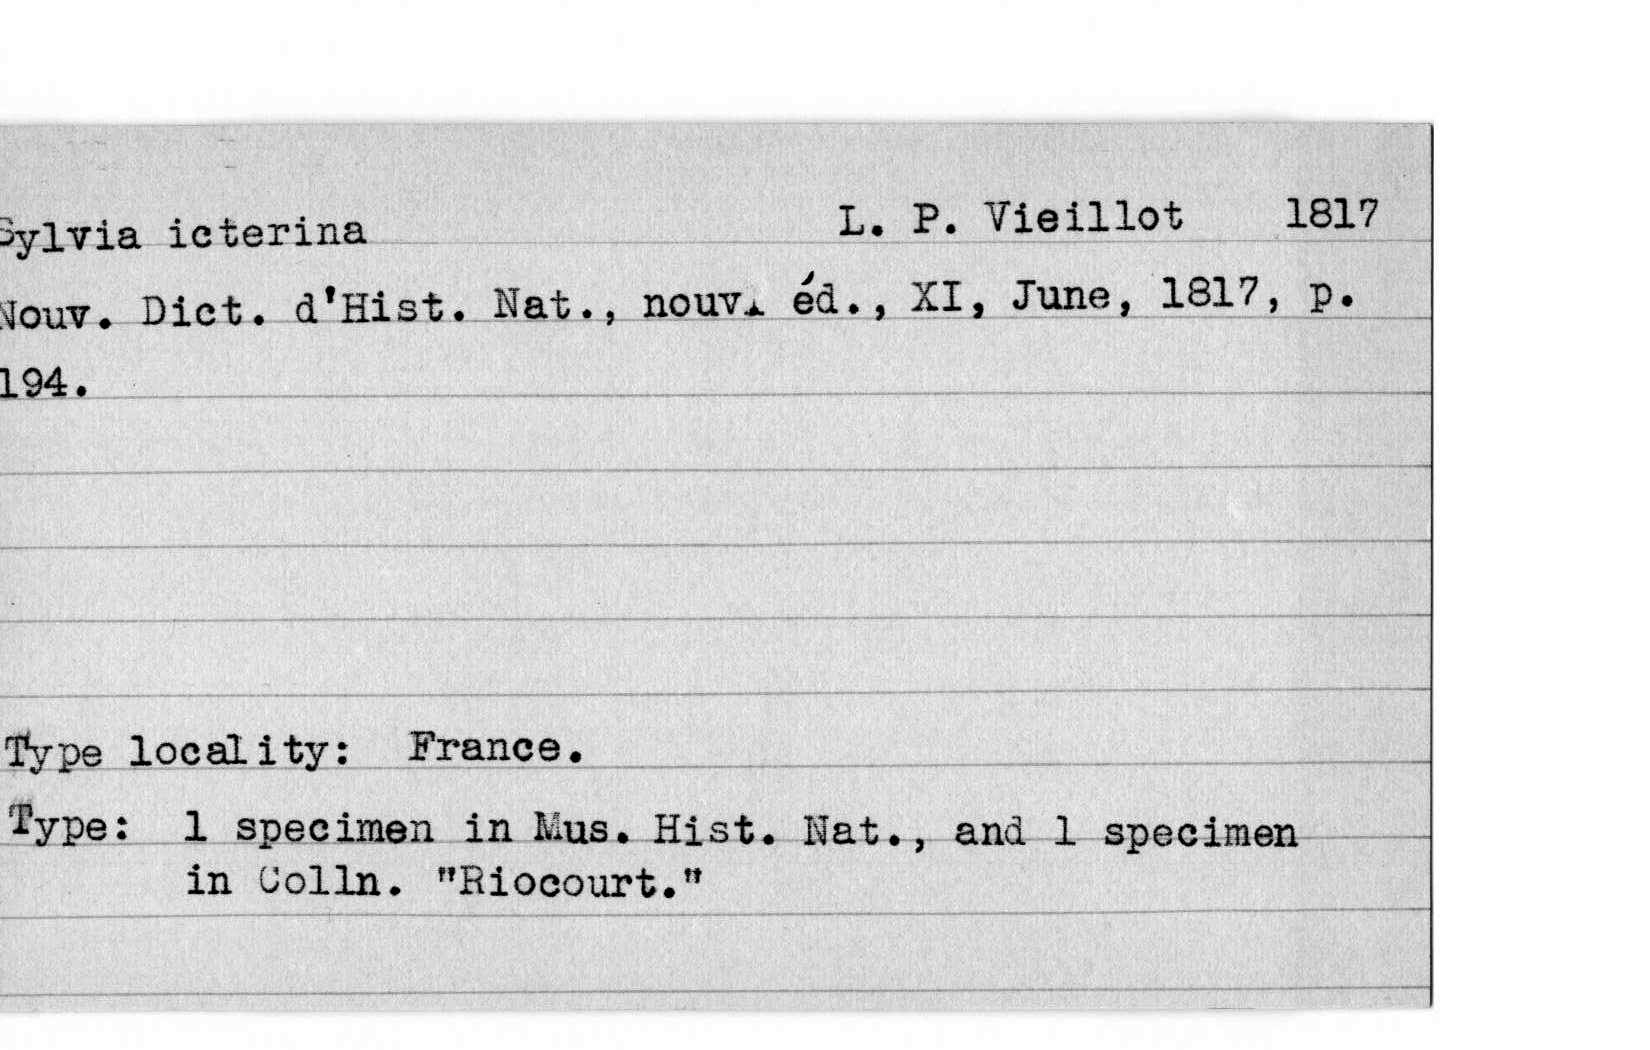 Sylvia icterina L. P. Vieillot 1817
Nouv. Dict. d'Hist. Nat., nouv. éd., XI, June, 1817, p.
194.
Type locality: France.
Type: 1 specimen in Mus. Hist. Nat., and 1 specimen
in Colln. "Riocourt."